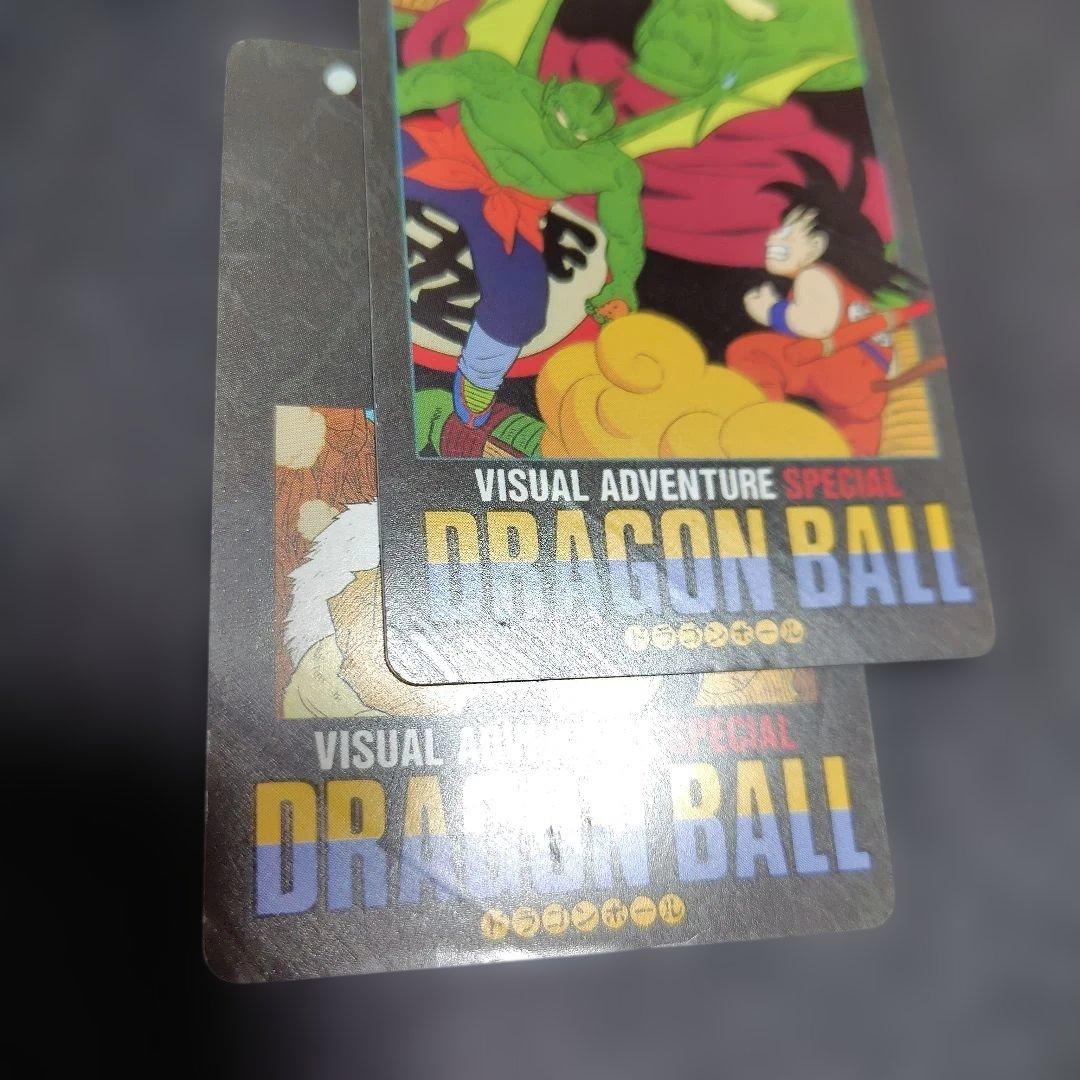 VISUAL ADVENTURE SPECIAL
DRAGON BALL
ドラゴンボール
VISUAL ADVENTURE SPECIAL
DRAGON BALL
ドラゴンボール